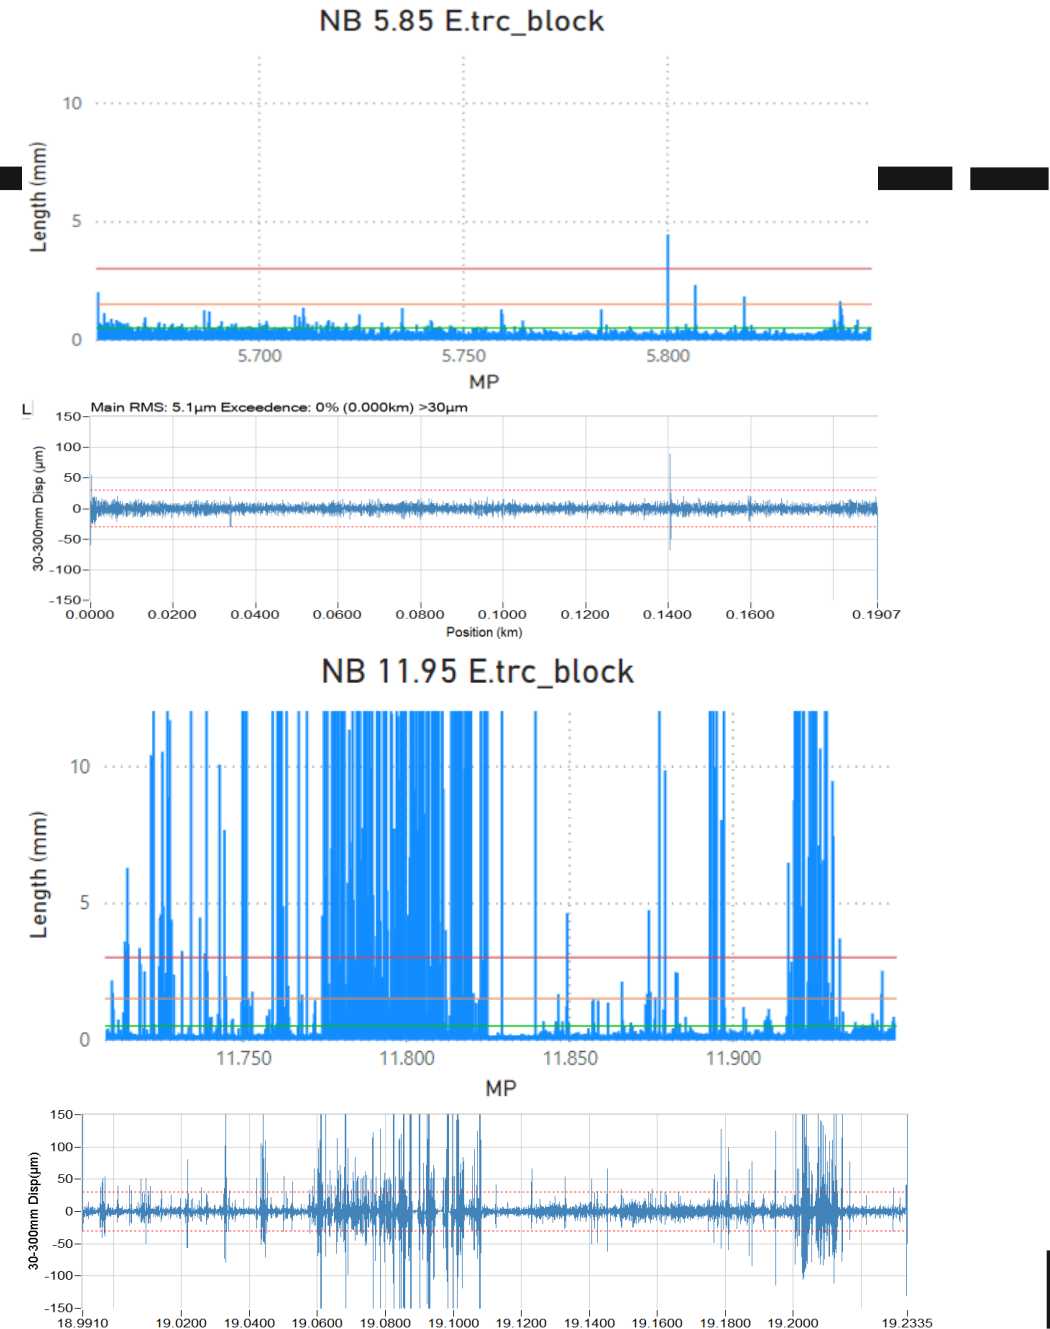 NB 5.85 E.trc_block
10
5
0
Length (mm)
5.700 5.750 5.800
MP
L
Main RMS: 5.1µm Exceedence: 0% (0.000km) >30µm
150
100
50
0
-50
-100
-150
30-300mm Disp (µm)
0.0000 0.0200 0.0400 0.0600 0.0800 0.1000 0.1200 0.1400 0.1600 0.1907
Position (km)
NB 11.95 E.trc_block
10
5
0
Length (mm)
11.750 11.800 11.850 11.900
MP
150
100
50
0
-50
-100
-150
30-300mm Disp(µm)
18.9910 19.0200 19.0400 19.0600 19.0800 19.1000 19.1200 19.1400 19.1600 19.1800 19.2000 19.2335